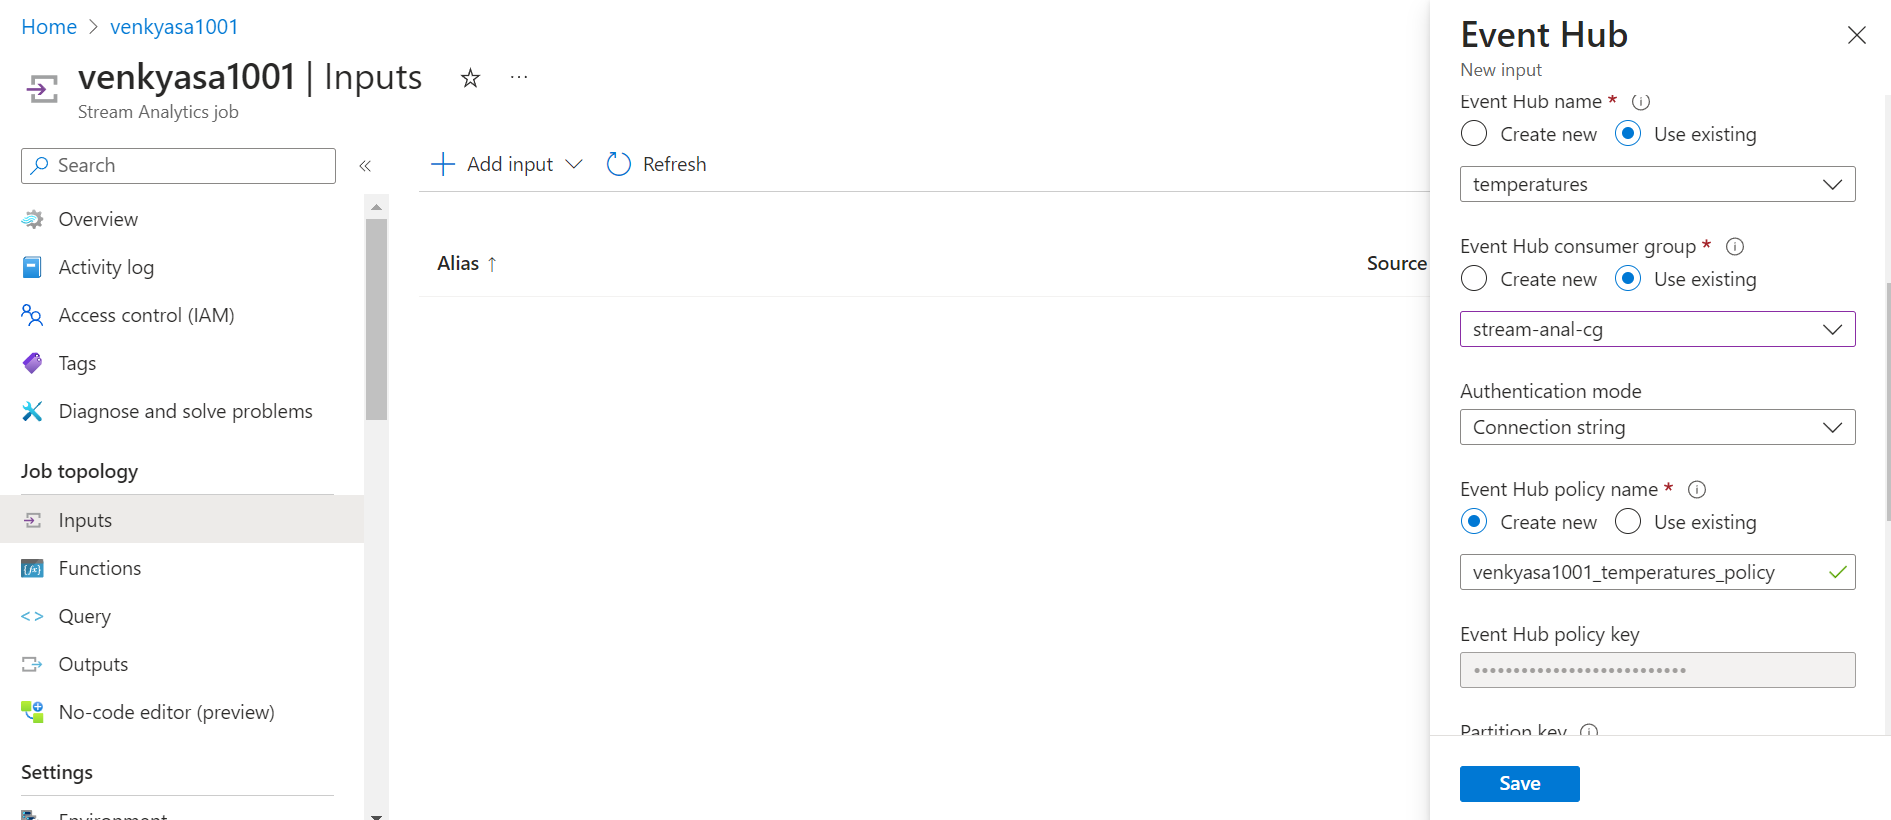 Home > venkyasa1001
venkyasa1001 | Inputs
Stream Analytics job
Search
«
Overview
Activity log
Access control (IAM)
Tags
Diagnose and solve problems
Job topology
Inputs
Functions
Query
Outputs
No-code editor (preview)
Settings
Environment
Add input
Refresh
Alias ↑
Source
Event Hub
New input
Event Hub name *
Create new
Use existing
temperatures
Event Hub consumer group *
Create new
Use existing
stream-anal-cg
Authentication mode
Connection string
Event Hub policy name *
Create new
Use existing
venkyasa1001_temperatures_policy
Event Hub policy key
•••••••••••••••••••••••••••
Partition key
Save